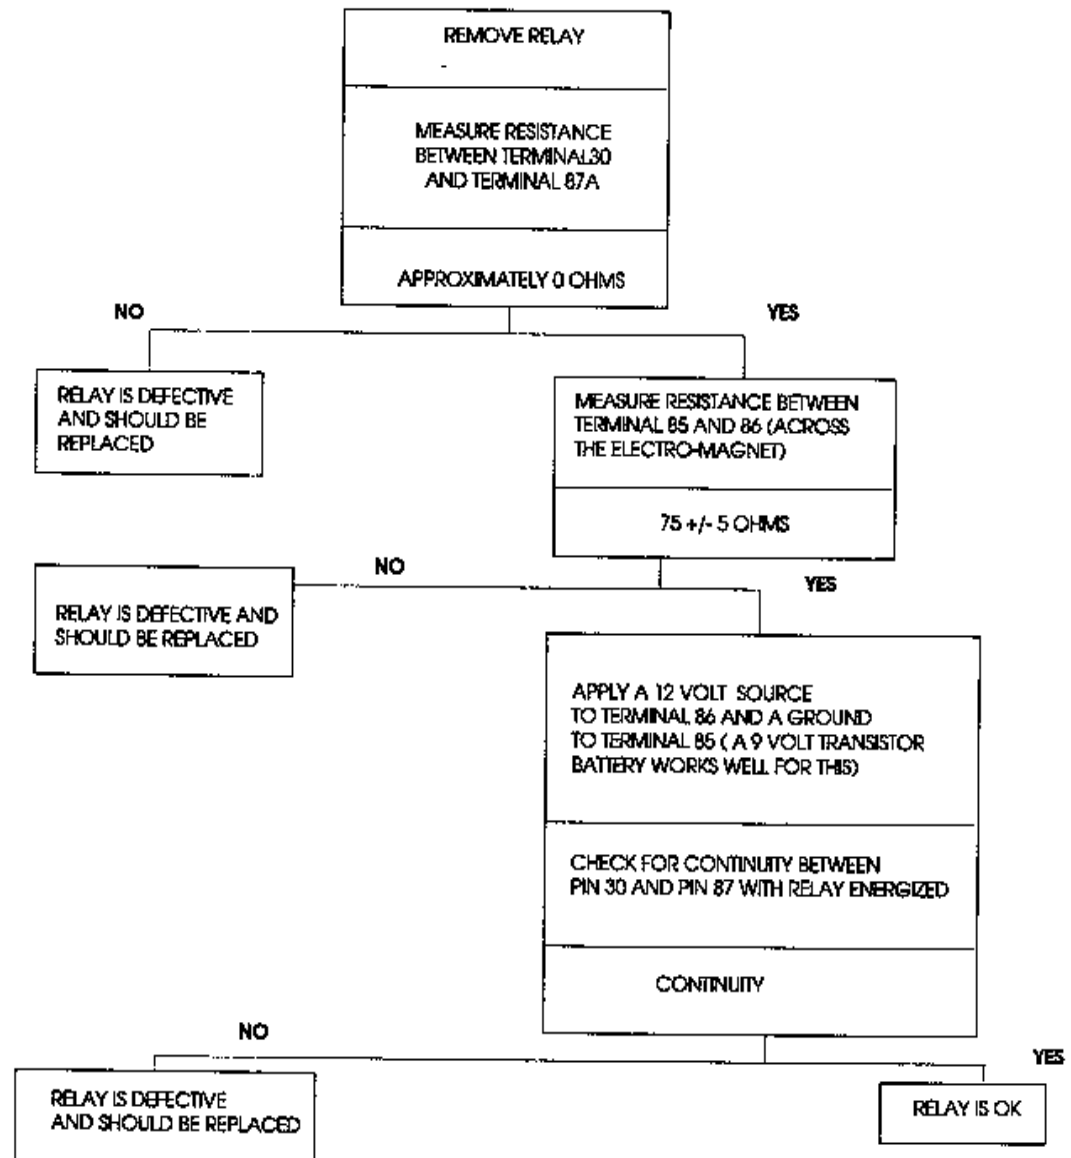 REMOVE RELAY
MEASURE RESISTANCE
BETWEEN TERMINAL30
AND TERMINAL 87A
APPROXIMATELY 0 OHMS
NO
YES
RELAY IS DEFECTIVE
AND SHOULD BE
REPLACED
MEASURE RESISTANCE BETWEEN
TERMINAL 85 AND 86 (ACROSS
THE ELECTRO-MAGNET)
75 +/- 5 OHMS
NO
YES
RELAY IS DEFECTIVE AND
SHOULD BE REPLACED
APPLY A 12 VOLT SOURCE
TO TERMINAL 86 AND A GROUND
TO TERMINAL 85 ( A 9 VOLT TRANSISTOR
BATTERY WORKS WELL FOR THIS)
CHECK FOR CONTINUITY BETWEEN
PIN 30 AND PIN 87 WITH RELAY ENERGIZED
CONTINUITY
NO
YES
RELAY IS DEFECTIVE
AND SHOULD BE REPLACED
RELAY IS OK